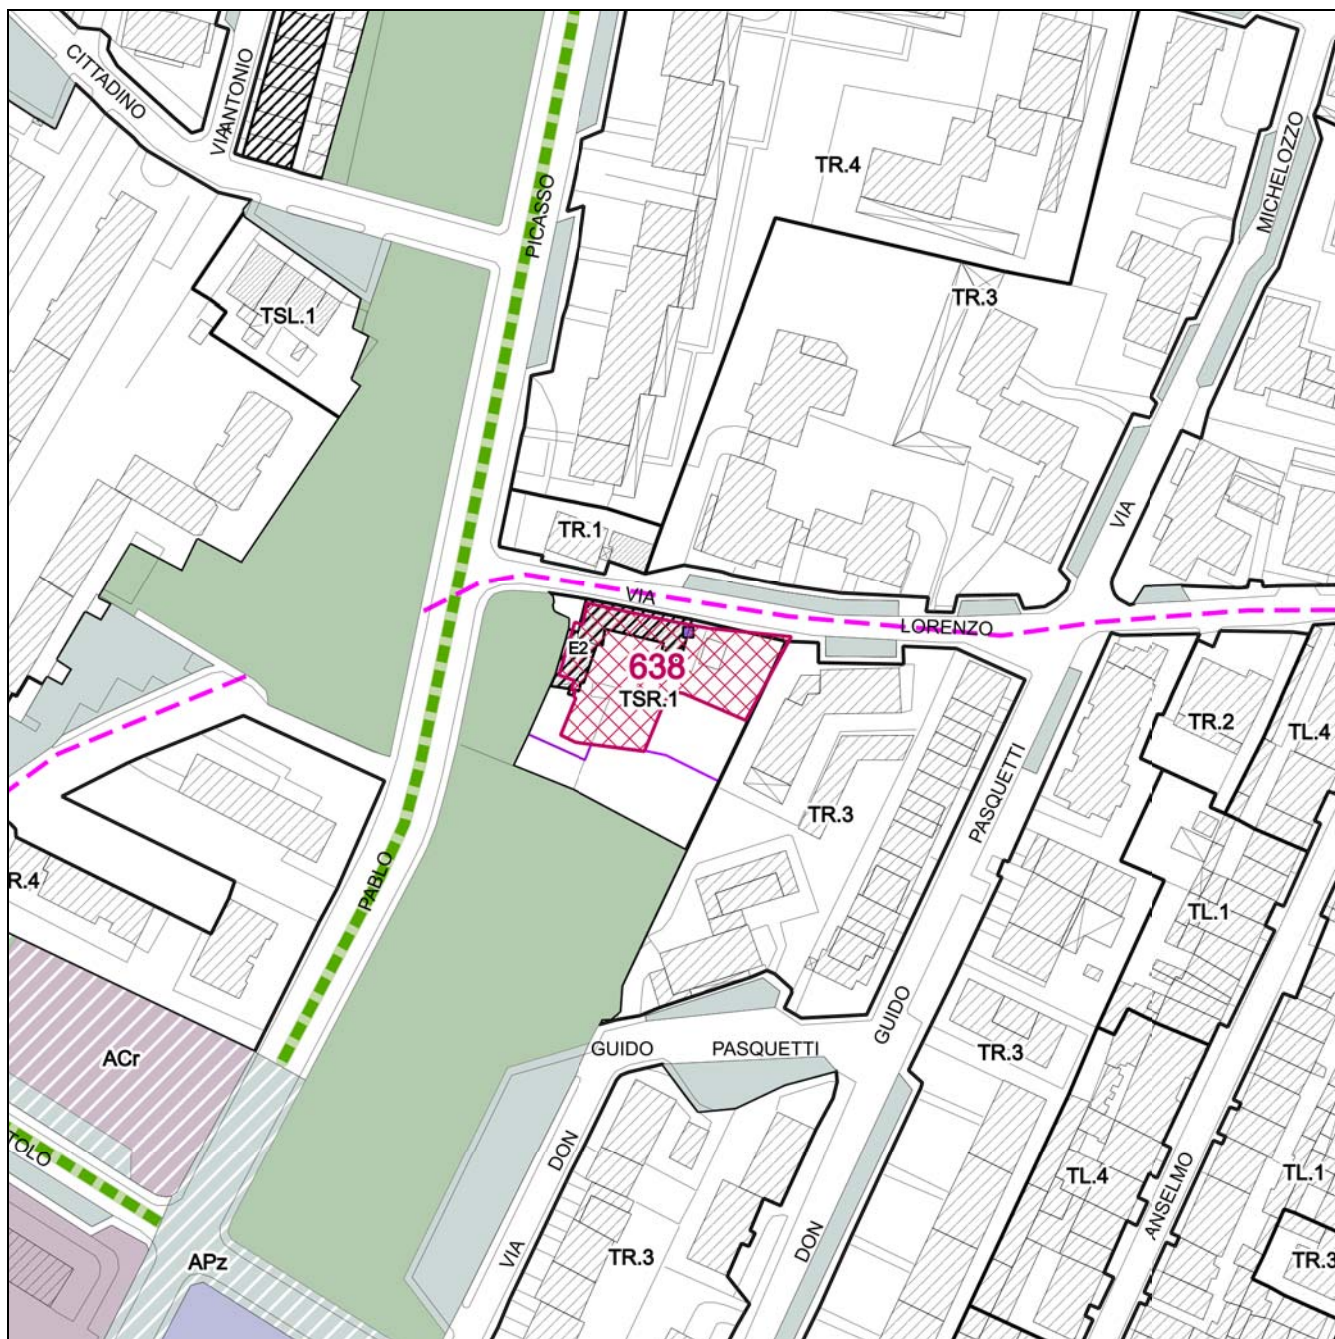 CITTADINO
VIA ANTONIO
PICASSO
TR.4
MICHELOZZO
TSL.1
TR.3
TR.1
VIA
VIA
LORENZO
E2
638
TSR.1
TR.2
TL.4
PASQUETTI
TR.3
PABLO
R.4
TL.1
GUIDO
GUIDO PASQUETTI
TR.3
ACr
TOLO
DON
TL.4
TL.1
ANSELMO
VIA
DON
APz
TR.3
TR.3